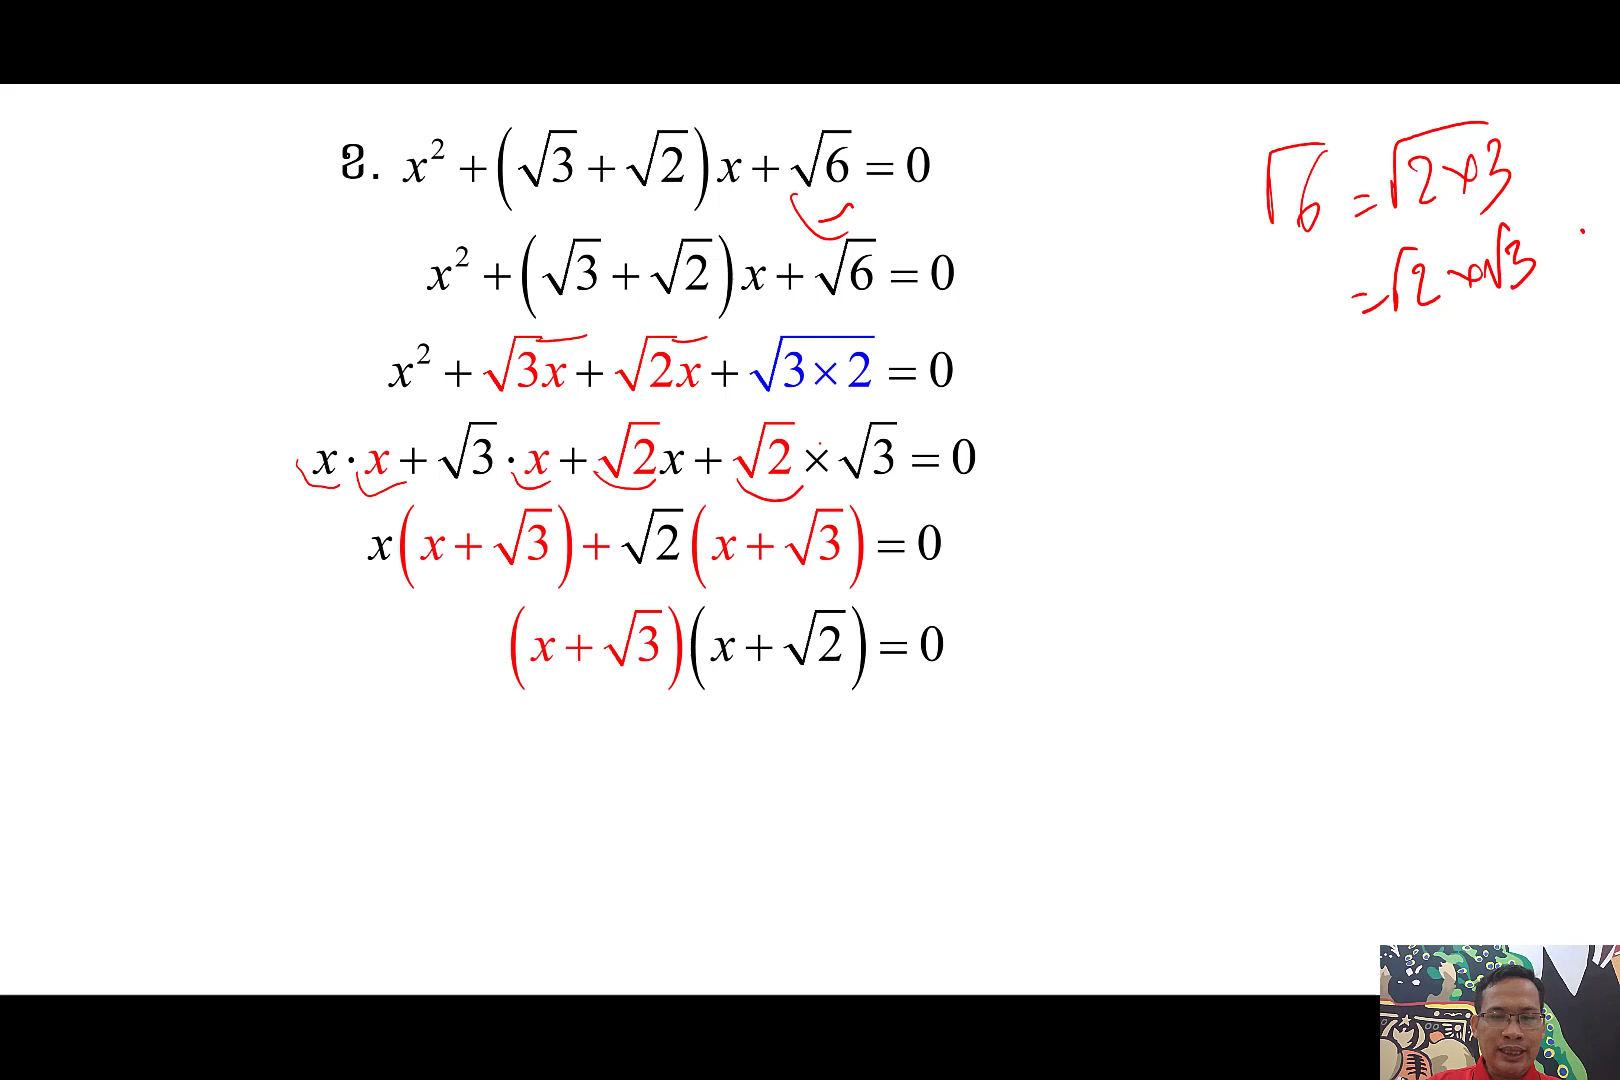 ខ. x² + (√3 + √2)x + √6 = 0
x² + (√3 + √2)x + √6 = 0
x² + √3x + √2x + √(3 × 2) = 0
x · x + √3 · x + √2x + √2 × √3 = 0
x(x + √3) + √2(x + √3) = 0
(x + √3)(x + √2) = 0
√6 = √(2 × 3)
= √2 × √3